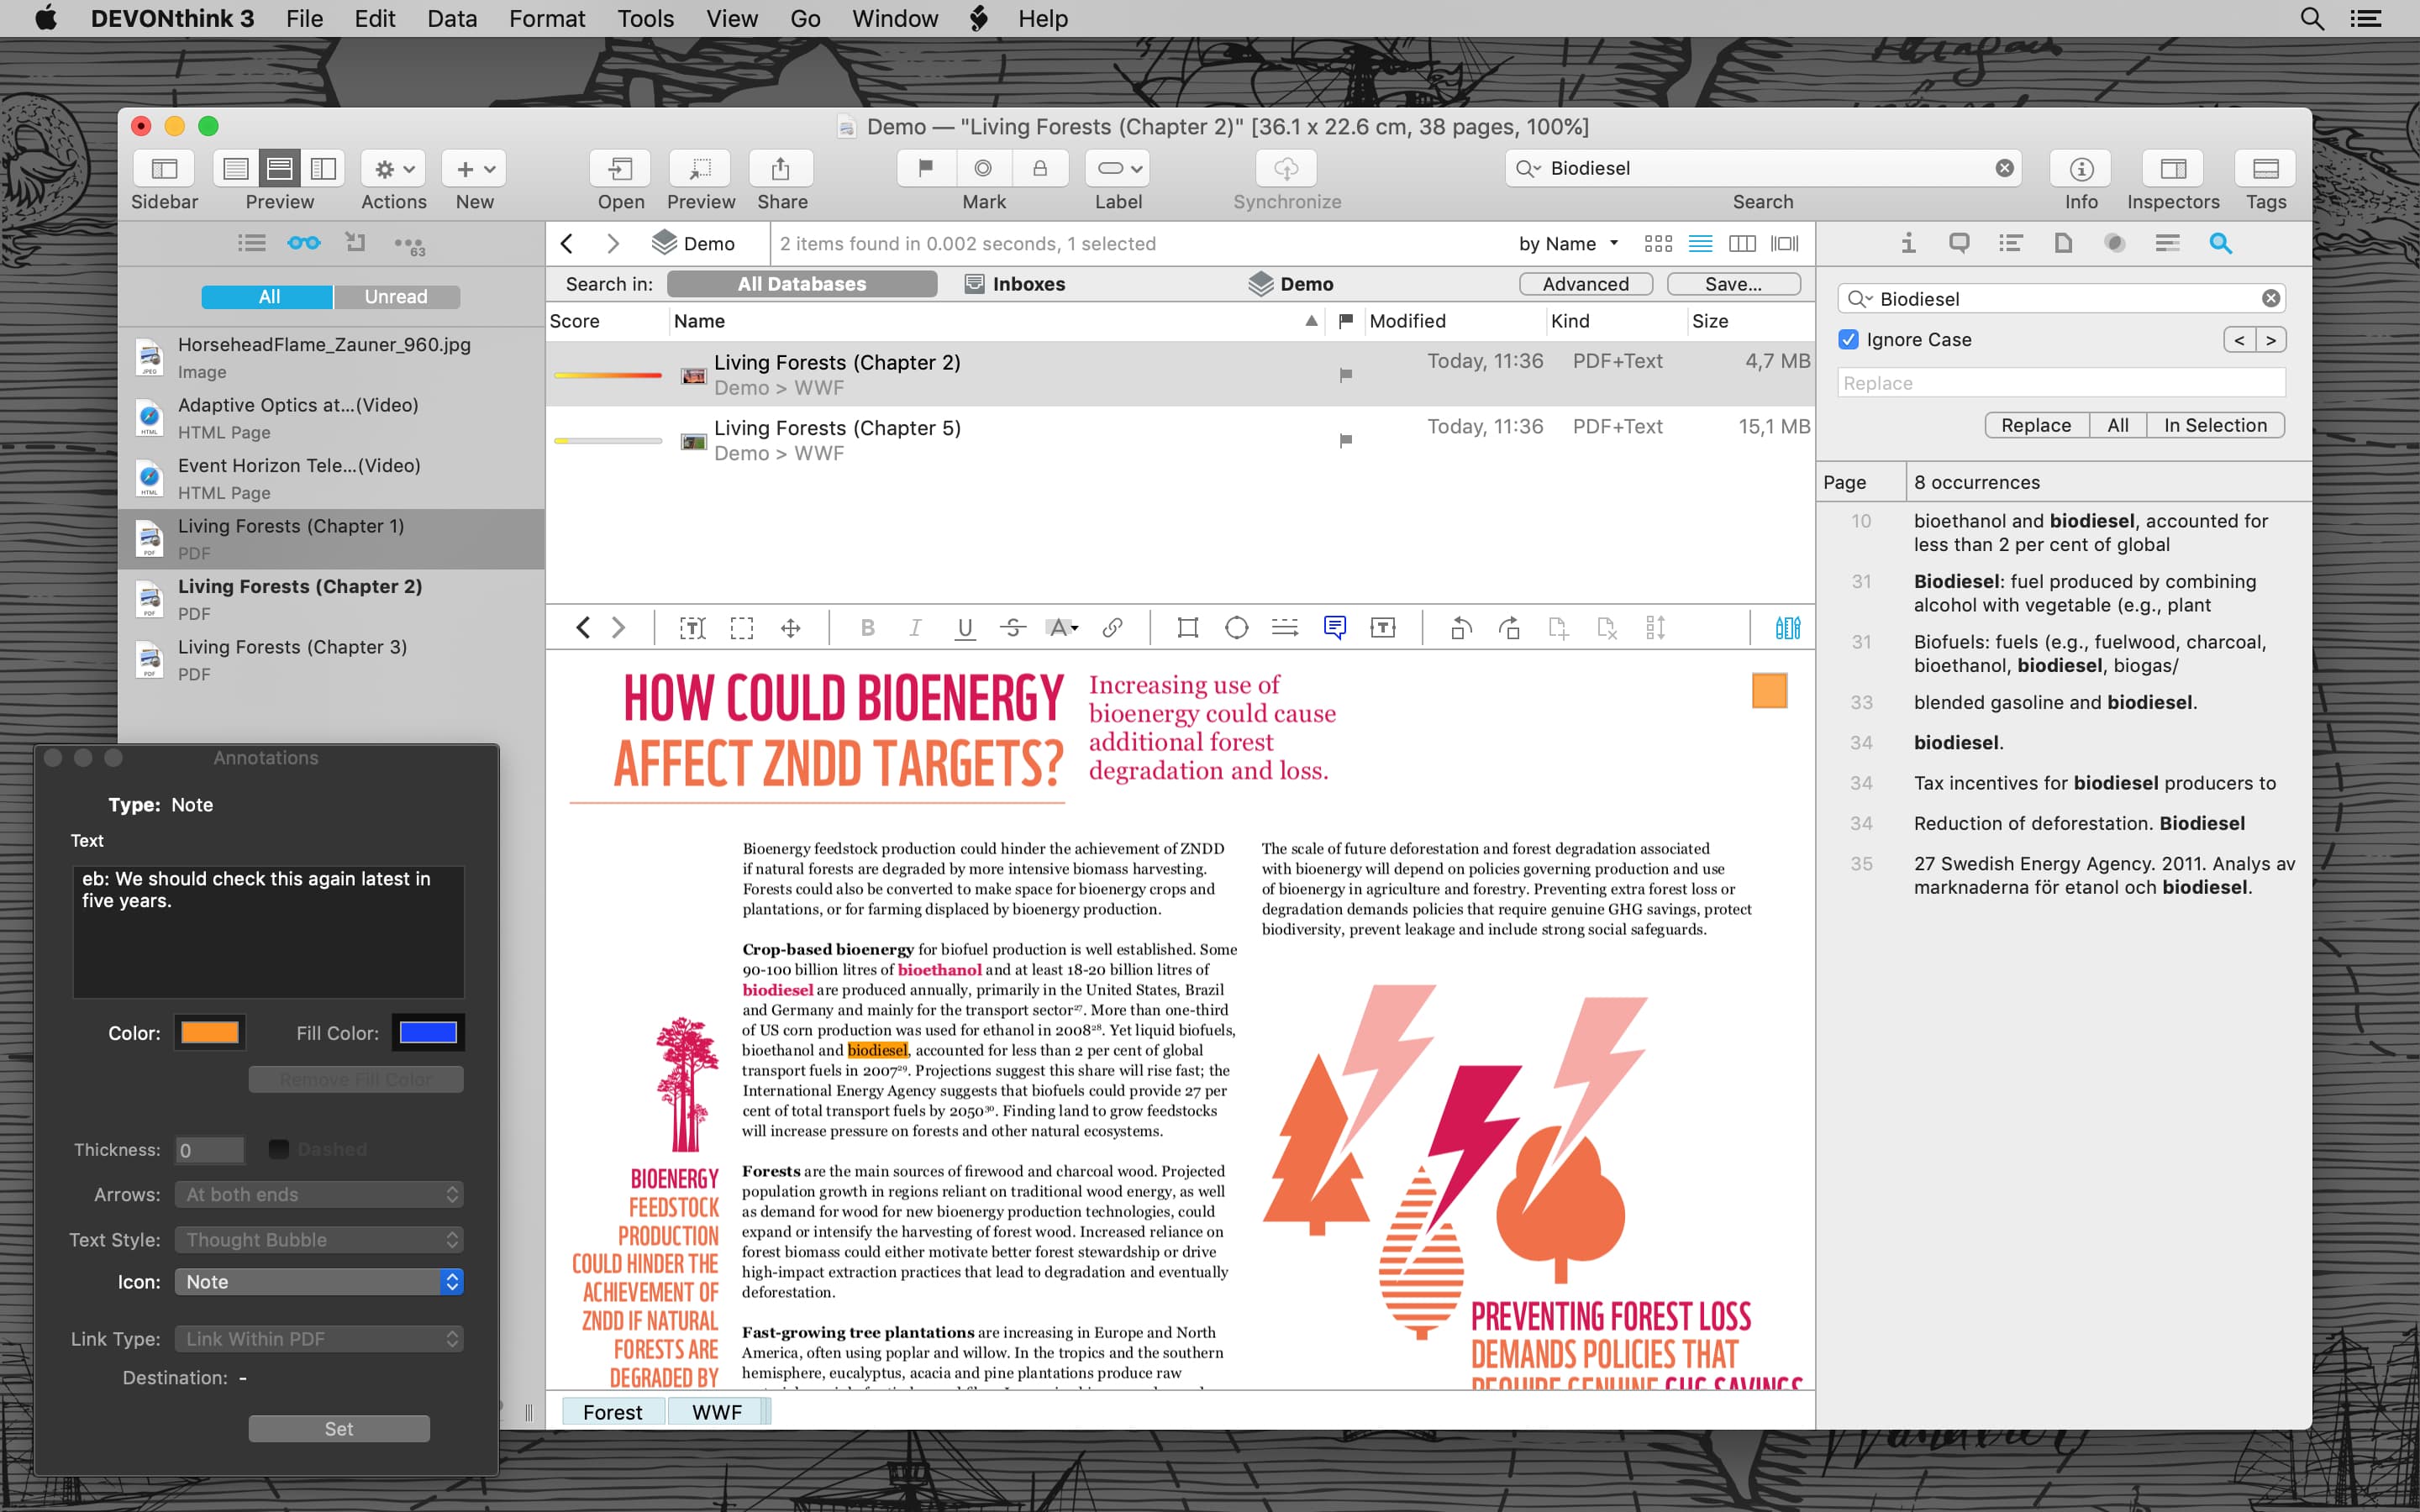 DEVONthink 3 File Edit Data Format Tools View Go Window Help
Demo — "Living Forests (Chapter 2)" [36.1 x 22.6 cm, 38 pages, 100%]
Biodiesel
Sidebar Preview Actions New Open Preview Share Mark Label Synchronize Search Info Inspectors Tags
63
All Unread
HorseheadFlame_Zauner_960.jpg
Image
Adaptive Optics at...(Video)
HTML Page
Event Horizon Tele...(Video)
HTML Page
Living Forests (Chapter 1)
PDF
Living Forests (Chapter 2)
PDF
Living Forests (Chapter 3)
PDF
Demo 2 items found in 0.002 seconds, 1 selected by Name
Search in: All Databases Inboxes Demo Advanced Save...
Score Name Modified Kind Size
Living Forests (Chapter 2) Today, 11:36 PDF+Text 4,7 MB
Demo > WWF
Living Forests (Chapter 5) Today, 11:36 PDF+Text 15,1 MB
Demo > WWF
HOW COULD BIOENERGY
AFFECT ZNDD TARGETS?
Increasing use of
bioenergy could cause
additional forest
degradation and loss.
Bioenergy feedstock production could hinder the achievement of ZNDD
if natural forests are degraded by more intensive biomass harvesting.
Forests could also be converted to make space for bioenergy crops and
plantations, or for farming displaced by bioenergy production.
Crop-based bioenergy for biofuel production is well established. Some
90-100 billion litres of bioethanol and at least 18-20 billion litres of
biodiesel are produced annually, primarily in the United States, Brazil
and Germany and mainly for the transport sector²⁷. More than one-third
of US corn production was used for ethanol in 2008²⁸. Yet liquid biofuels,
bioethanol and biodiesel, accounted for less than 2 per cent of global
transport fuels in 2007²⁹. Projections suggest this share will rise fast; the
International Energy Agency suggests that biofuels could provide 27 per
cent of total transport fuels by 2050³⁰. Finding land to grow feedstocks
will increase pressure on forests and other natural ecosystems.
Forests are the main sources of firewood and charcoal wood. Projected
population growth in regions reliant on traditional wood energy, as well
as demand for wood for new bioenergy production technologies, could
expand or intensify the harvesting of forest wood. Increased reliance on
forest biomass could either motivate better forest stewardship or drive
high-impact extraction practices that lead to degradation and eventually
deforestation.
Fast-growing tree plantations are increasing in Europe and North
America, often using poplar and willow. In the tropics and the southern
hemisphere, eucalyptus, acacia and pine plantations produce raw
The scale of future deforestation and forest degradation associated
with bioenergy will depend on policies governing production and use
of bioenergy in agriculture and forestry. Preventing extra forest loss or
degradation demands policies that require genuine GHG savings, protect
biodiversity, prevent leakage and include strong social safeguards.
BIOENERGY
FEEDSTOCK
PRODUCTION
COULD HINDER THE
ACHIEVEMENT OF
ZNDD IF NATURAL
FORESTS ARE
DEGRADED BY
PREVENTING FOREST LOSS
DEMANDS POLICIES THAT
REQUIRE GENUINE GHG SAVINGS
Forest WWF
Biodiesel
Ignore Case < >
Replace
Replace All In Selection
Page 8 occurrences
10 bioethanol and biodiesel, accounted for
less than 2 per cent of global
31 Biodiesel: fuel produced by combining
alcohol with vegetable (e.g., plant
31 Biofuels: fuels (e.g., fuelwood, charcoal,
bioethanol, biodiesel, biogas/
33 blended gasoline and biodiesel.
34 biodiesel.
34 Tax incentives for biodiesel producers to
34 Reduction of deforestation. Biodiesel
35 27 Swedish Energy Agency. 2011. Analys av
marknaderna för etanol och biodiesel.
Annotations
Type: Note
Text
eb: We should check this again latest in
five years.
Color: Fill Color:
Remove Fill Color
Thickness: 0 Dashed
Arrows: At both ends
Text Style: Thought Bubble
Icon: Note
Link Type: Link Within PDF
Destination: -
Set